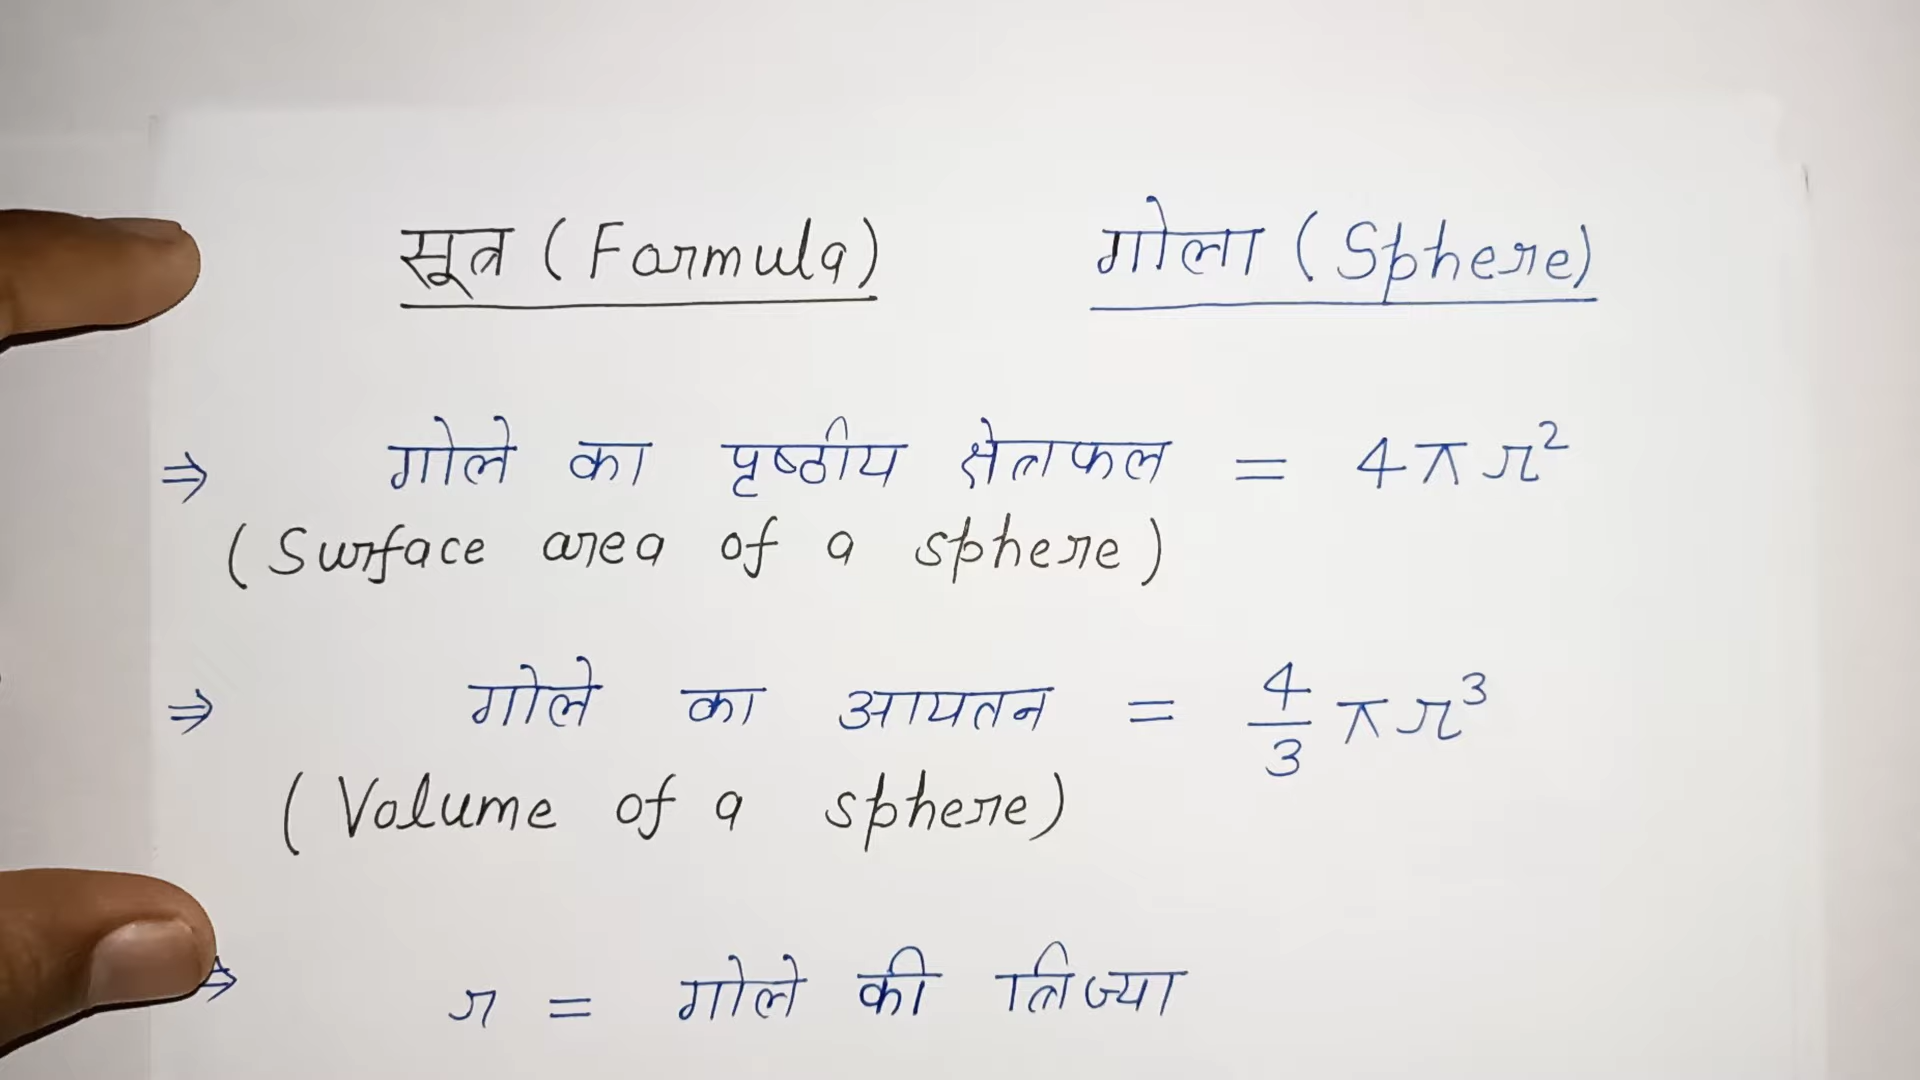 सूत्र (Formula) गोला (Sphere)
⇒ गोले का पृष्ठीय क्षेत्रफल = 4πr²
(Surface area of a sphere)
⇒ गोले का आयतन = 4/3 πr³
(Volume of a sphere)
⇒ r = गोले की त्रिज्या